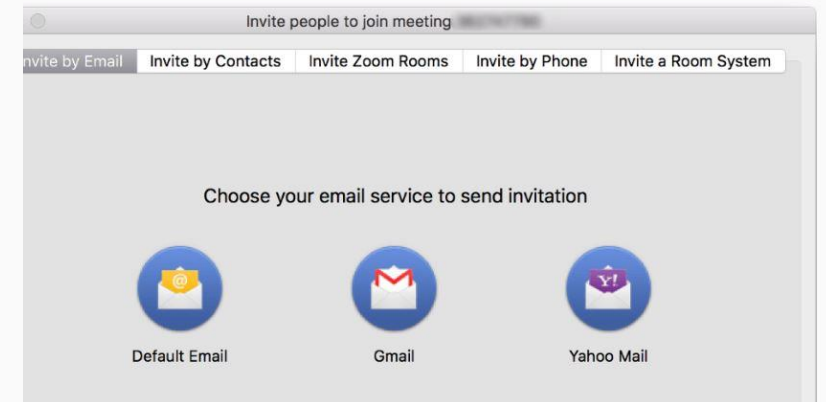 Invite people to join meeting
nvite by Email Invite by Contacts Invite Zoom Rooms Invite by Phone Invite a Room System
Choose your email service to send invitation
@ Y!
Default Email Gmail Yahoo Mail